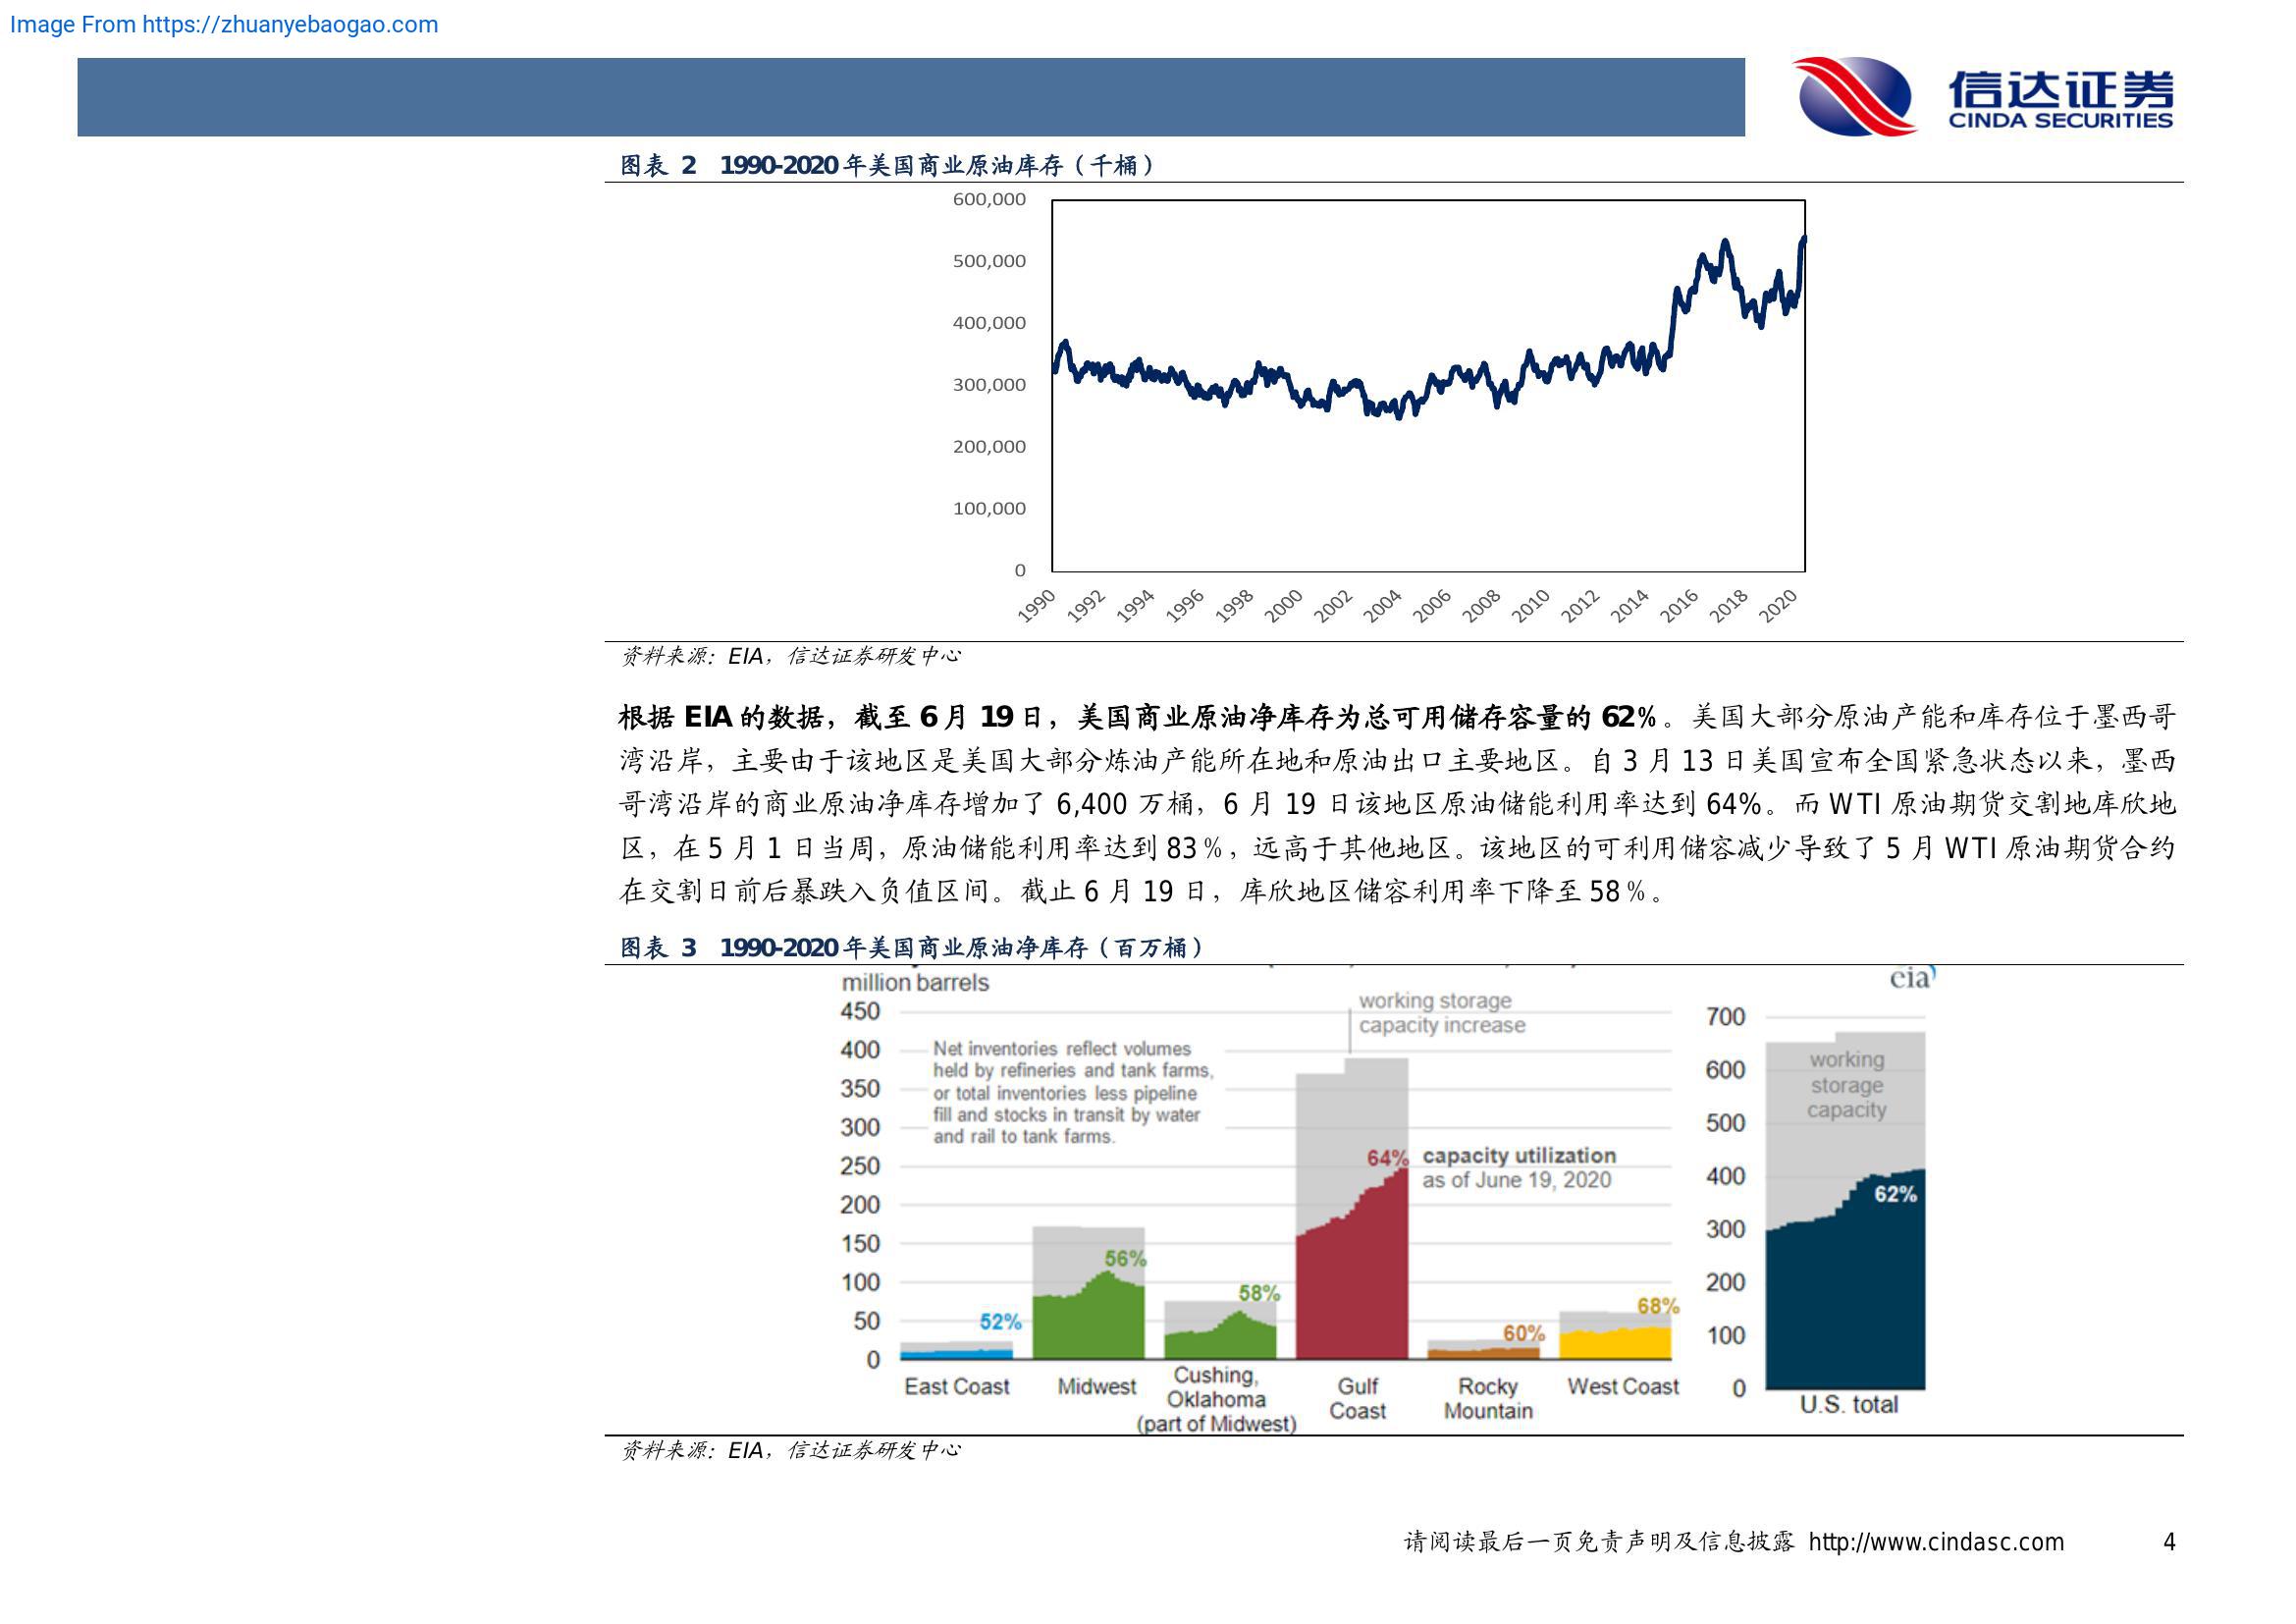 Image From https://zhuanyebaogao.com
信达证券
CINDA SECURITIES
图表 2 1990-2020年美国商业原油库存（千桶）
600,000
500,000
400,000
300,000
200,000
100,000
0
1990 1992 1994 1996 1998 2000 2002 2004 2006 2008 2010 2012 2014 2016 2018 2020
资料来源：EIA，信达证券研发中心
根据 EIA 的数据，截至 6 月 19 日，美国商业原油净库存为总可用储存容量的 62%。美国大部分原油产能和库存位于墨西哥
湾沿岸，主要由于该地区是美国大部分炼油产能所在地和原油出口主要地区。自 3 月 13 日美国宣布全国紧急状态以来，墨西
哥湾沿岸的商业原油净库存增加了 6,400 万桶，6 月 19 日该地区原油储能利用率达到 64%。而 WTI 原油期货交割地库欣地
区，在 5 月 1 日当周，原油储能利用率达到 83%，远高于其他地区。该地区的可利用储容减少导致了 5 月 WTI 原油期货合约
在交割日前后暴跌入负值区间。截止 6 月 19 日，库欣地区储容利用率下降至 58%。
图表 3 1990-2020年美国商业原油净库存（百万桶）
million barrels
eia
450
400
350
300
250
200
150
100
50
0
Net inventories reflect volumes
held by refineries and tank farms,
or total inventories less pipeline
fill and stocks in transit by water
and rail to tank farms.
working storage
capacity increase
capacity utilization
as of June 19, 2020
52%
56%
58%
64%
60%
68%
East Coast
Midwest
Cushing,
Oklahoma
(part of Midwest)
Gulf
Coast
Rocky
Mountain
West Coast
700
600
500
400
300
200
100
0
working
storage
capacity
62%
U.S. total
资料来源：EIA，信达证券研发中心
请阅读最后一页免责声明及信息披露 http://www.cindasc.com 4